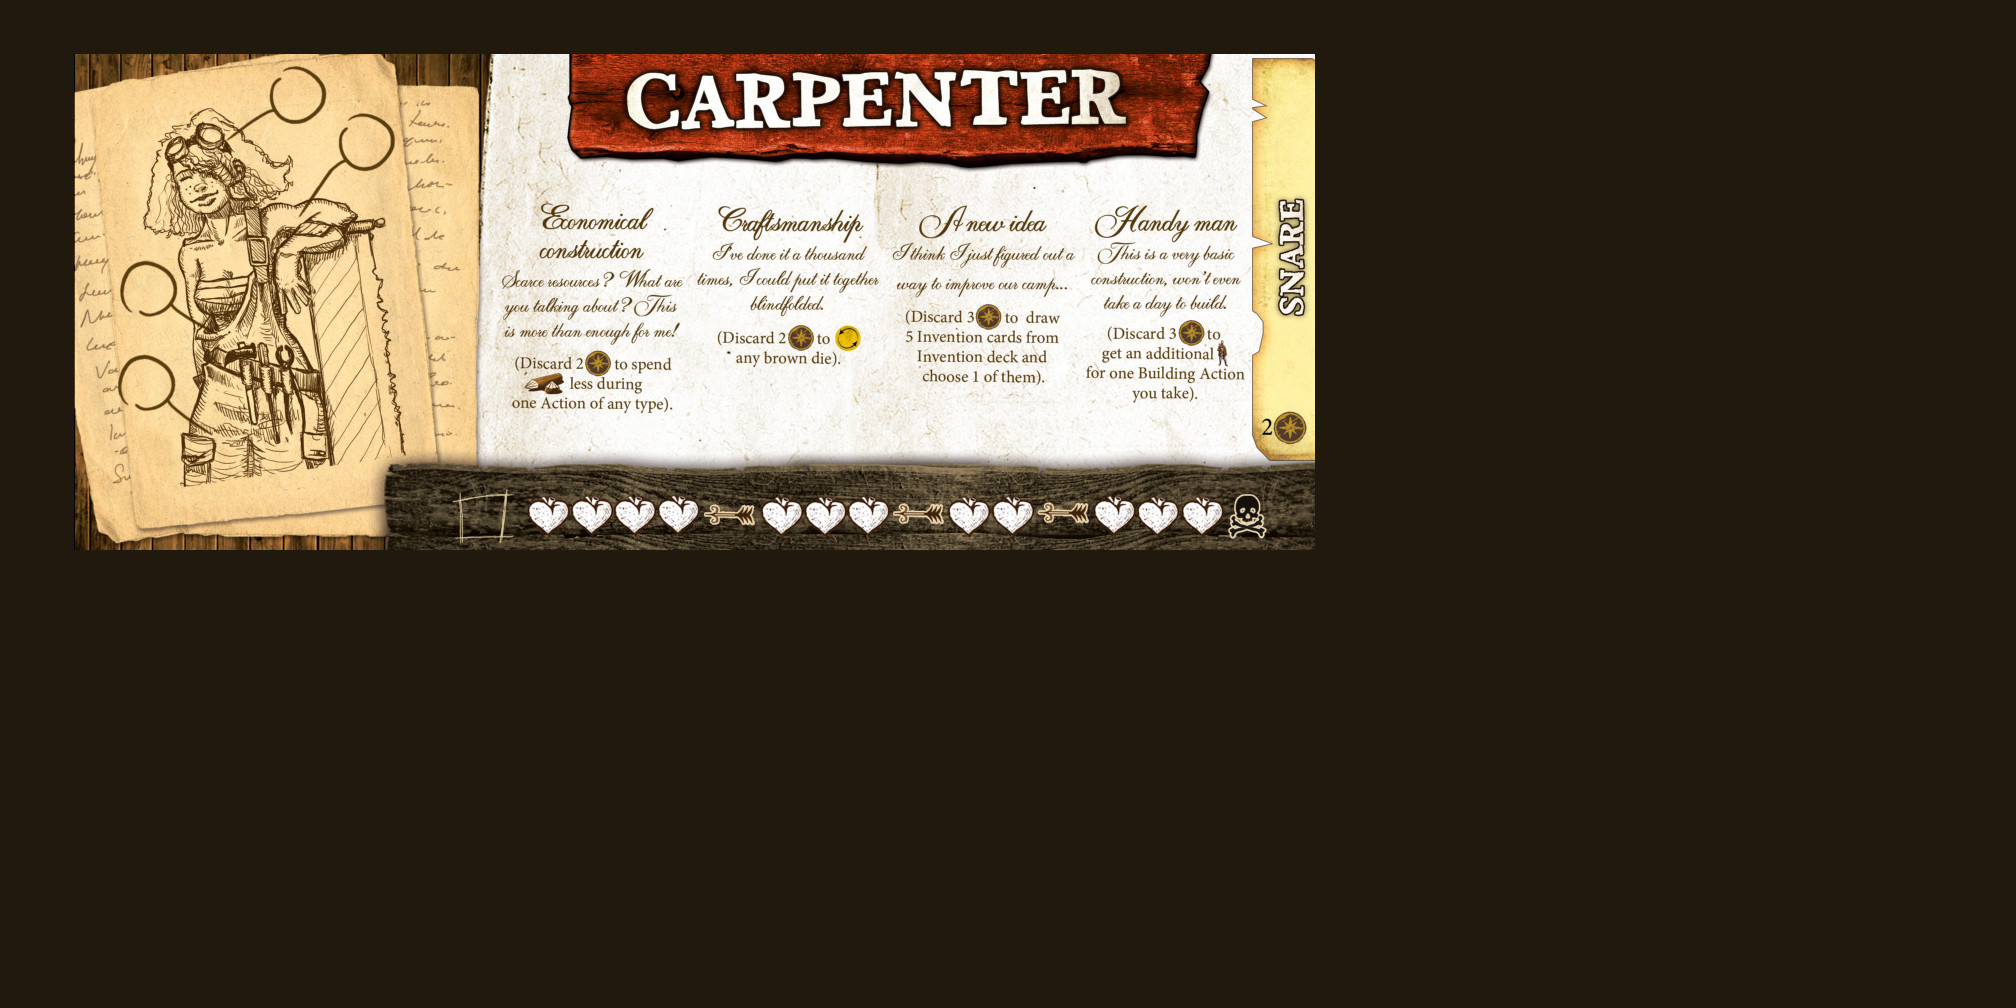 CARPENTER
Economical
construction
Scarce resources? What are
you talking about? This
is more than enough for me!
(Discard 2 to spend
less during
one Action of any type).
Craftsmanship
I've done it a thousand
times, I could put it together
blindfolded.
(Discard 2 to
any brown die).
A new idea
I think I just figured out a
way to improve our camp...
(Discard 3 to draw
5 Invention cards from
Invention deck and
choose 1 of them).
Handy man
This is a very basic
construction, won't even
take a day to build.
(Discard 3 to
get an additional
for one Building Action
you take).
SNARE
2